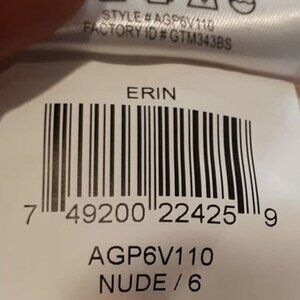 STYLE # AGP6V110
FACTORY ID # GTM343BS
ERIN
7 49200 22425 9
AGP6V110
NUDE / 6